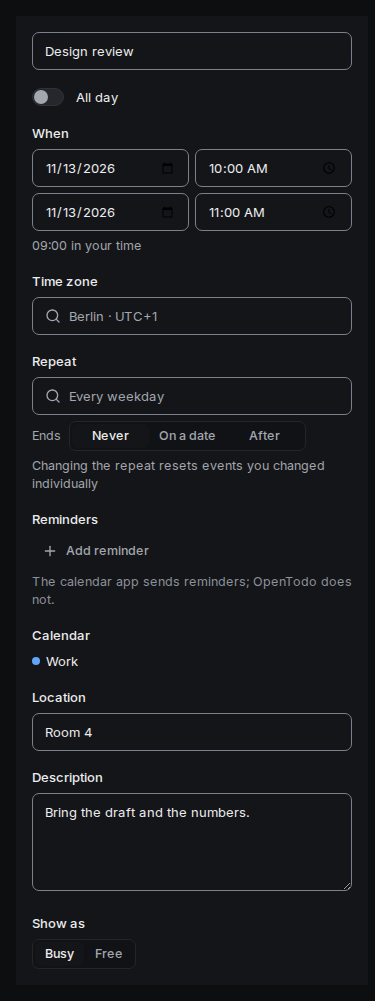 Design review
All day
When
11/13/2026
10:00 AM
11/13/2026
11:00 AM
09:00 in your time
Time zone
Berlin · UTC+1
Repeat
Every weekday
Ends Never On a date After
Changing the repeat resets events you changed
individually
Reminders
Add reminder
The calendar app sends reminders; OpenTodo does
not.
Calendar
Work
Location
Room 4
Description
Bring the draft and the numbers.
Show as
Busy Free